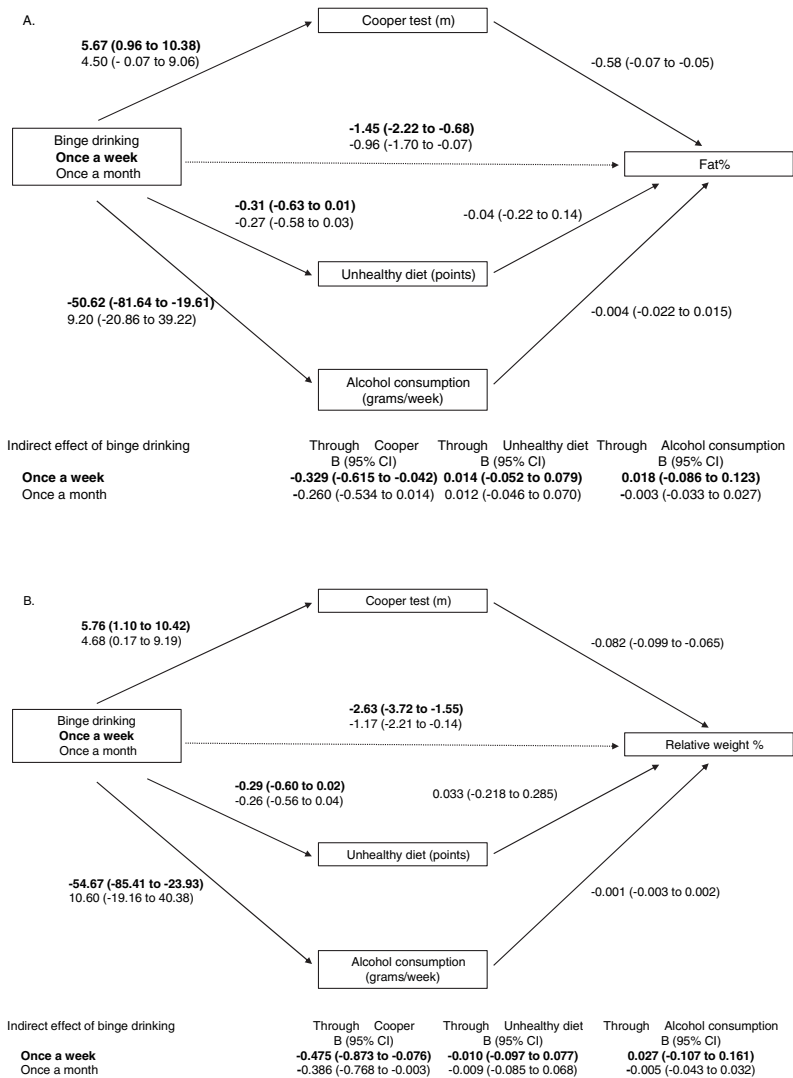 A.
Cooper test (m)
5.67 (0.96 to 10.38)
4.50 (- 0.07 to 9.06)
-0.58 (-0.07 to -0.05)
Binge drinking
Once a week
Once a month
-1.45 (-2.22 to -0.68)
-0.96 (-1.70 to -0.07)
Fat%
-0.31 (-0.63 to 0.01)
-0.27 (-0.58 to 0.03)
-0.04 (-0.22 to 0.14)
Unhealthy diet (points)
-50.62 (-81.64 to -19.61)
9.20 (-20.86 to 39.22)
-0.004 (-0.022 to 0.015)
Alcohol consumption
(grams/week)
Indirect effect of binge drinking Through Cooper Through Unhealthy diet Through Alcohol consumption
B (95% CI) B (95% CI) B (95% CI)
Once a week -0.329 (-0.615 to -0.042) 0.014 (-0.052 to 0.079) 0.018 (-0.086 to 0.123)
Once a month -0.260 (-0.534 to 0.014) 0.012 (-0.046 to 0.070) -0.003 (-0.033 to 0.027)
B.
Cooper test (m)
5.76 (1.10 to 10.42)
4.68 (0.17 to 9.19)
-0.082 (-0.099 to -0.065)
Binge drinking
Once a week
Once a month
-2.63 (-3.72 to -1.55)
-1.17 (-2.21 to -0.14)
Relative weight %
-0.29 (-0.60 to 0.02)
-0.26 (-0.56 to 0.04)
0.033 (-0.218 to 0.285)
Unhealthy diet (points)
-54.67 (-85.41 to -23.93)
10.60 (-19.16 to 40.38)
-0.001 (-0.003 to 0.002)
Alcohol consumption
(grams/week)
Indirect effect of binge drinking Through Cooper Through Unhealthy diet Through Alcohol consumption
B (95% CI) B (95% CI) B (95% CI)
Once a week -0.475 (-0.873 to -0.076) -0.010 (-0.097 to 0.077) 0.027 (-0.107 to 0.161)
Once a month -0.386 (-0.768 to -0.003) -0.009 (-0.085 to 0.068) -0.005 (-0.043 to 0.032)